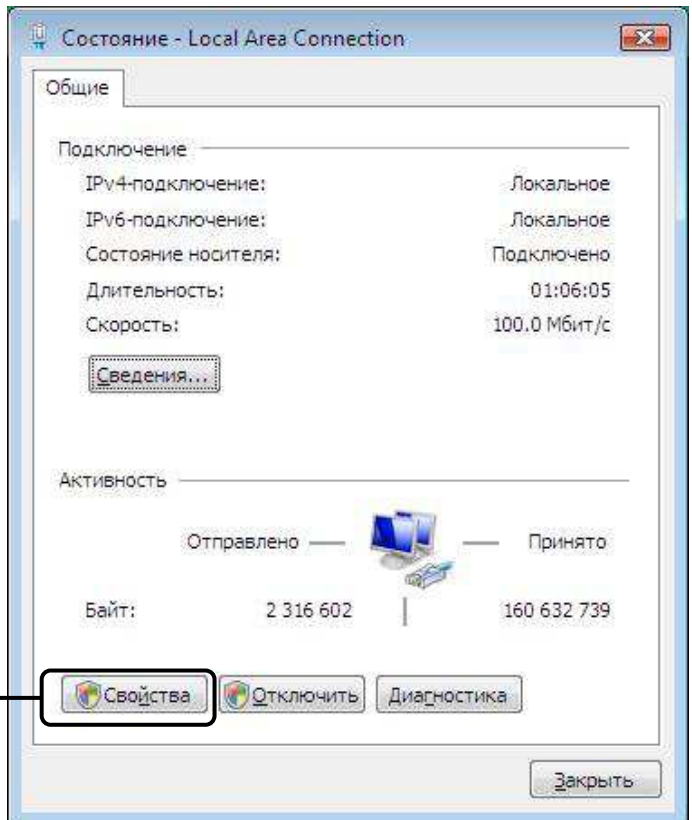 Состояние - Local Area Connection
Общие
Подключение
IPv4-подключение: Локальное
IPv6-подключение: Локальное
Состояние носителя: Подключено
Длительность: 01:06:05
Скорость: 100.0 Мбит/с
Сведения...
Активность
Отправлено Принято
Байт: 2 316 602 160 632 739
Свойства Отключить Диагностика
Закрыть